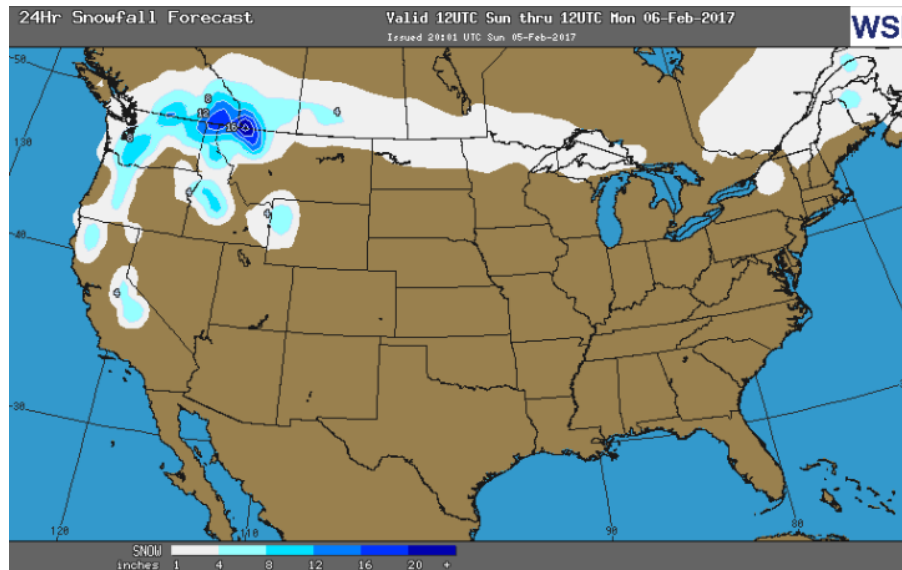 24Hr Snowfall Forecast
Valid 12UTC Sun thru 12UTC Mon 06-Feb-2017
Issued 20:01 UTC Sun 05-Feb-2017
WSI
-50
130
-40
-30
8
12
16
4
8
4
4
4
120
110
90
80
SNOW
inches 1 4 8 12 16 20 +